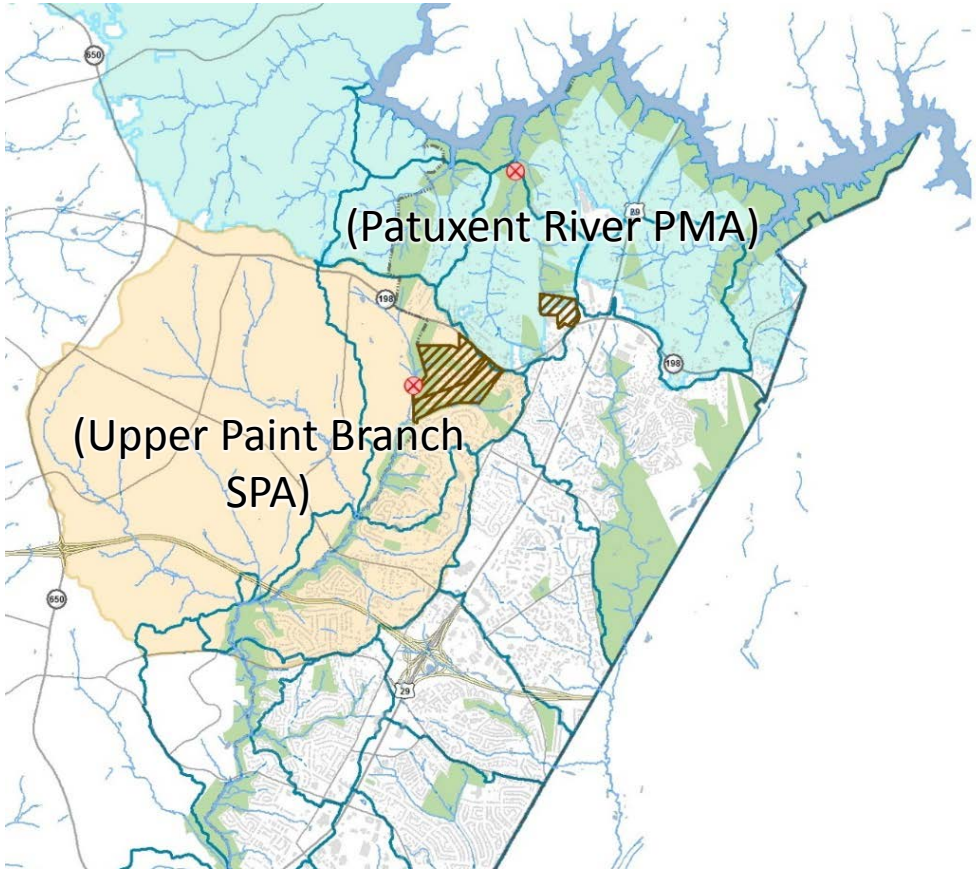 650
(Patuxent River PMA)
29
198
198
(Upper Paint Branch
SPA)
650
29